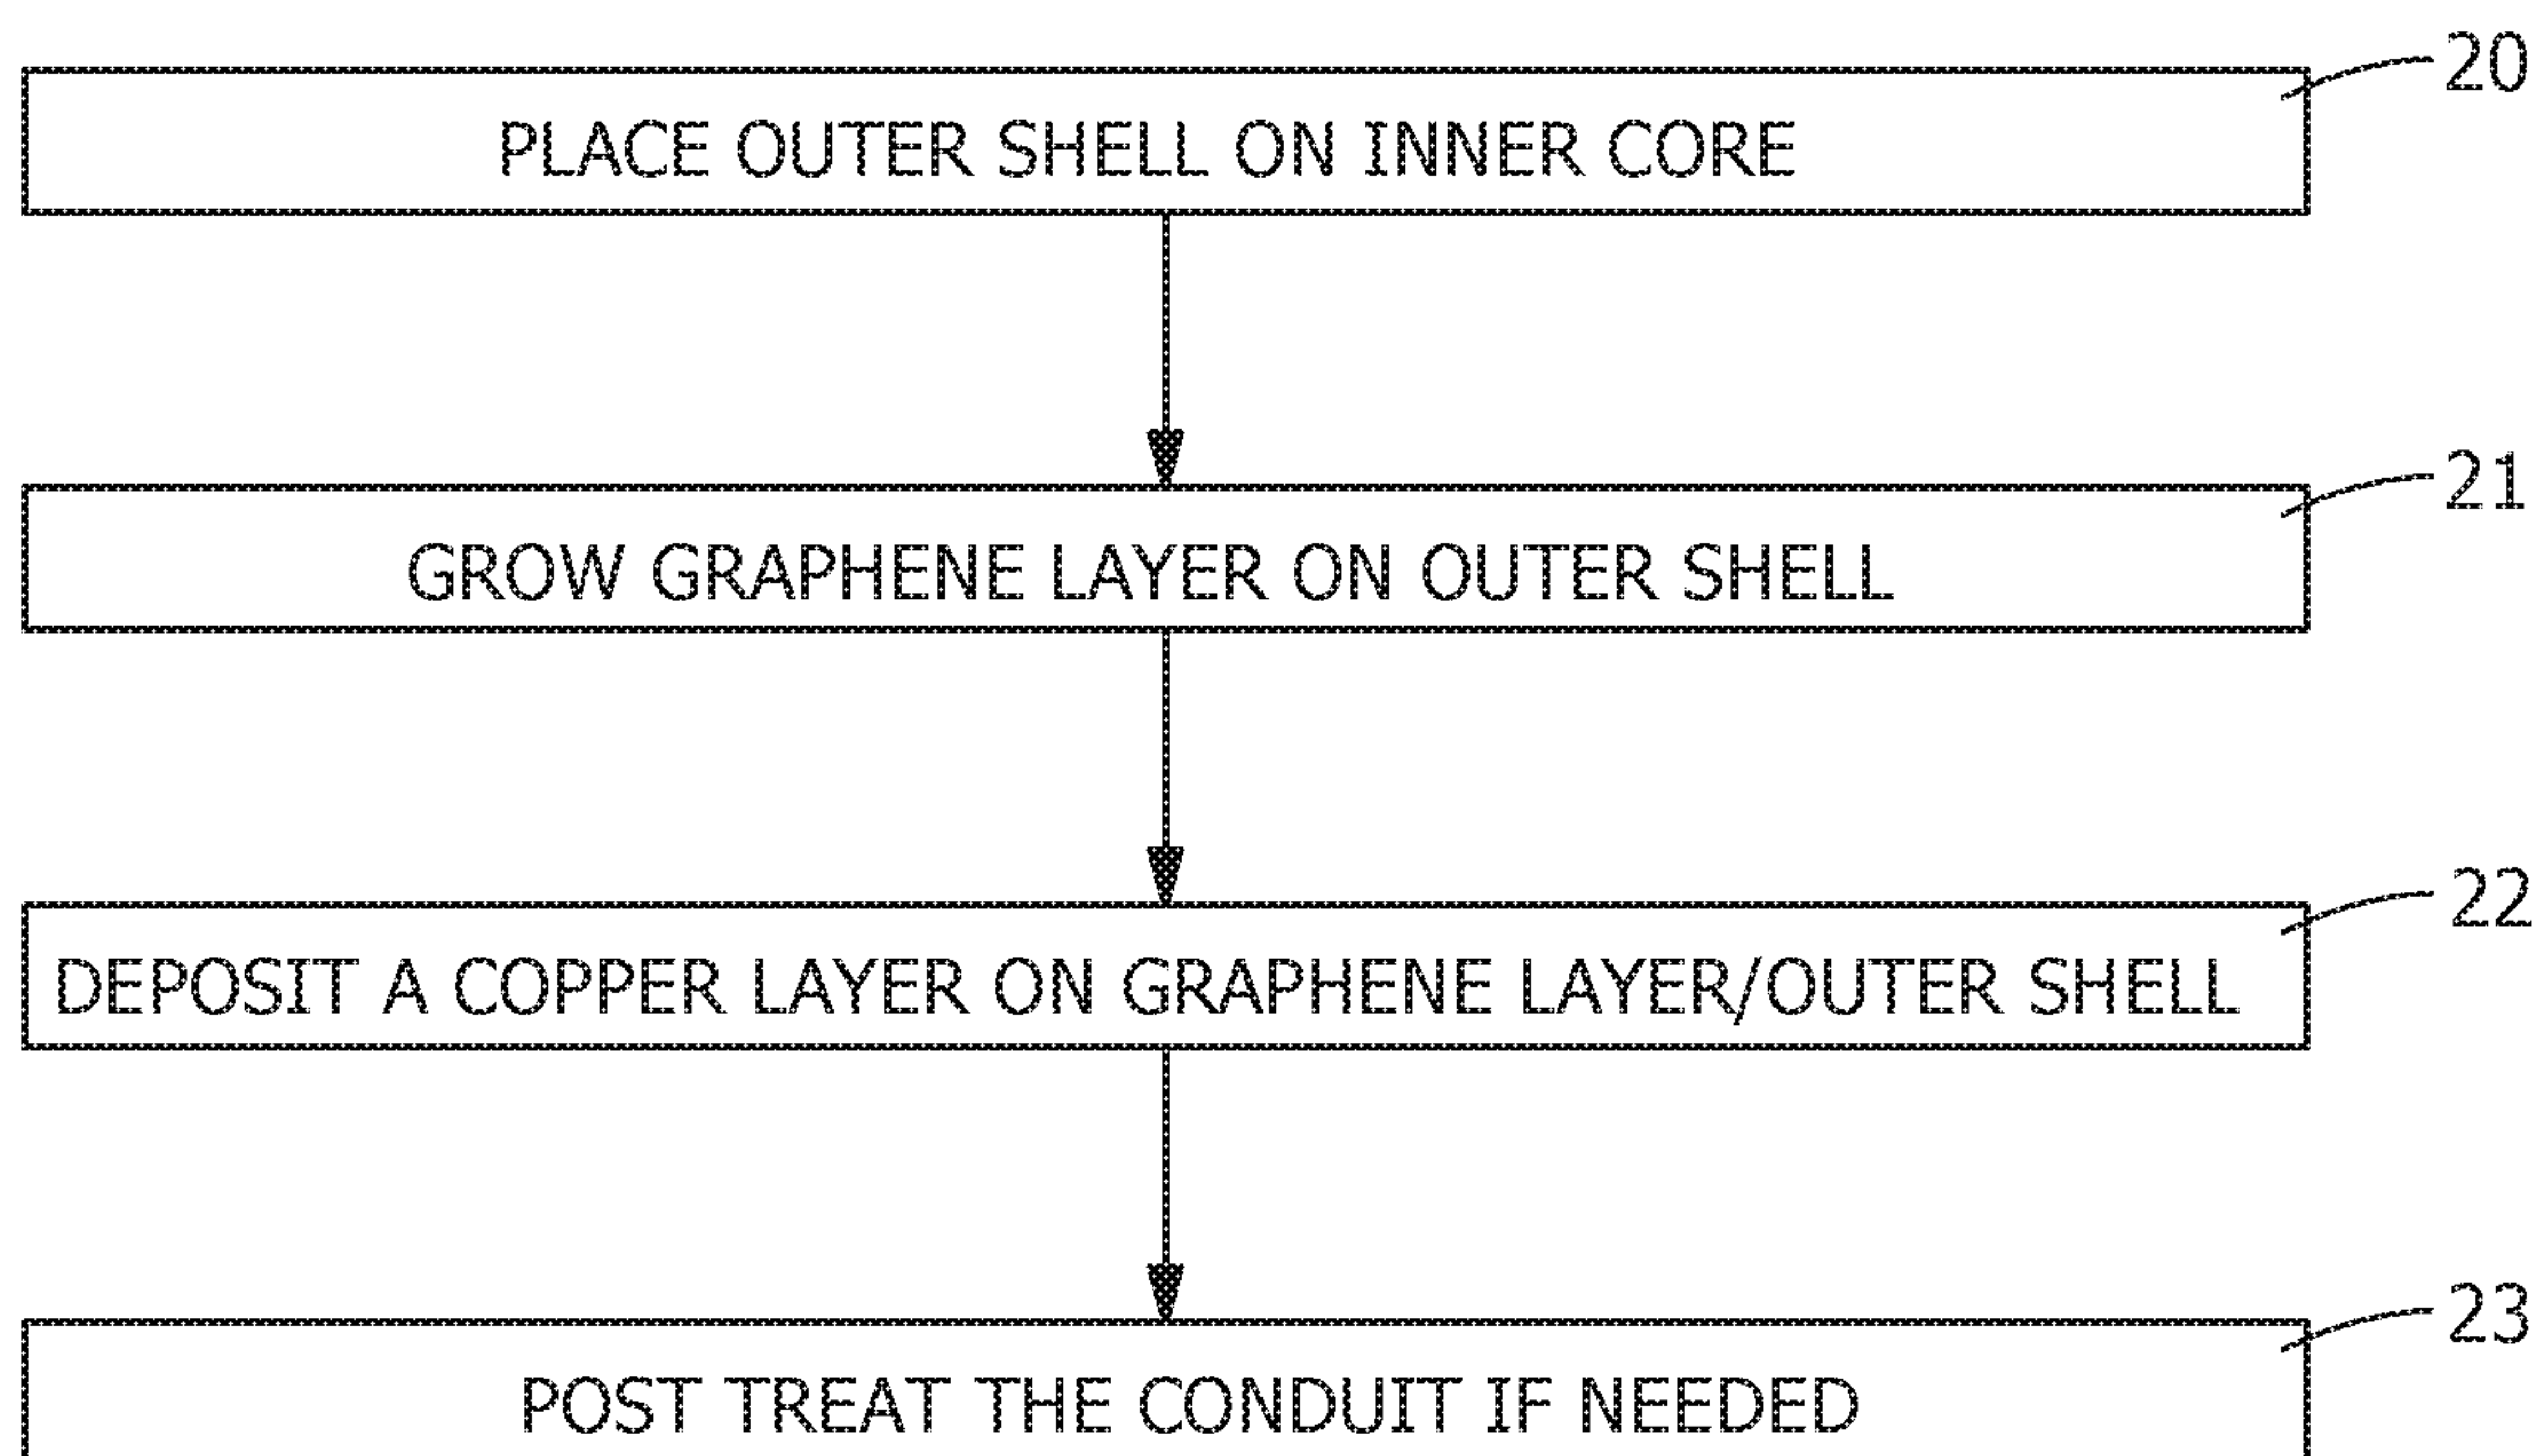 20
PLACE OUTER SHELL ON INNER CORE
21
GROW GRAPHENE LAYER ON OUTER SHELL
22
DEPOSIT A COPPER LAYER ON GRAPHENE LAYER/OUTER SHELL
23
POST TREAT THE CONDUIT IF NEEDED